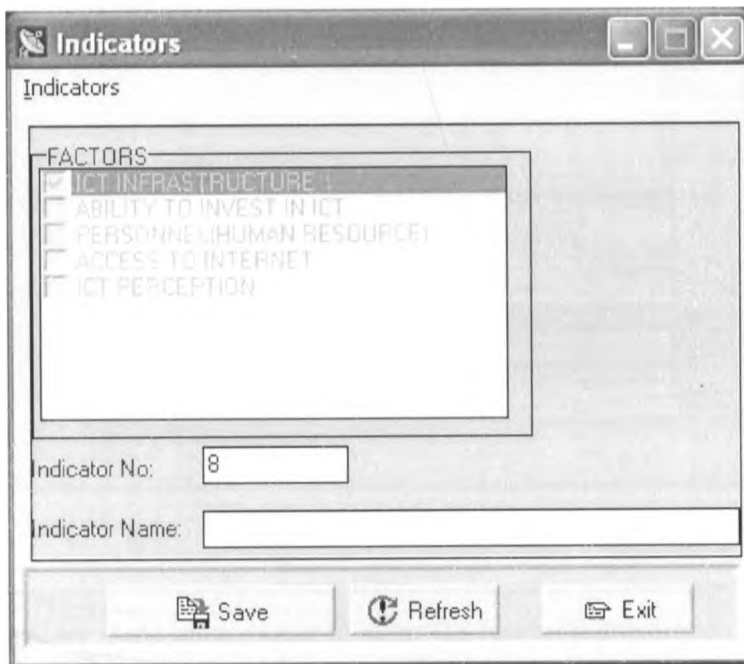 Indicators
Indicators
FACTORS
ICT INFRASTRUCTURE
ABILITY TO INVEST IN ICT
PERSONNEL(HUMAN RESOURCE)
ACCESS TO INTERNET
ICT PERCEPTION
Indicator No: 8
Indicator Name:
Save Refresh Exit